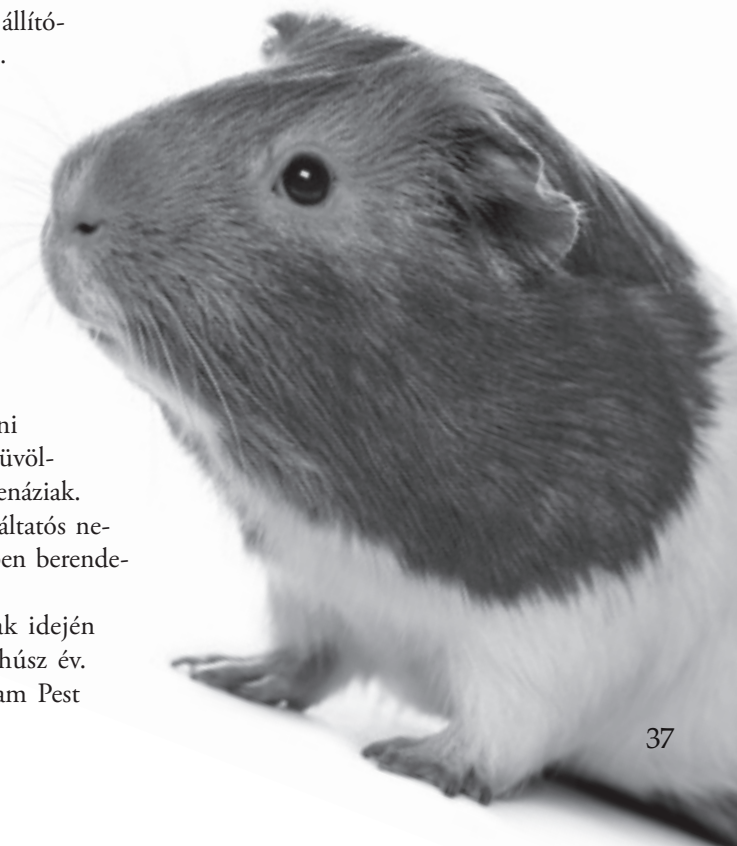 állító-
.
ni
üvöl-
enáziak.
áltatós ne-
en berende-
ak idején
húsz év.
am Pest
37